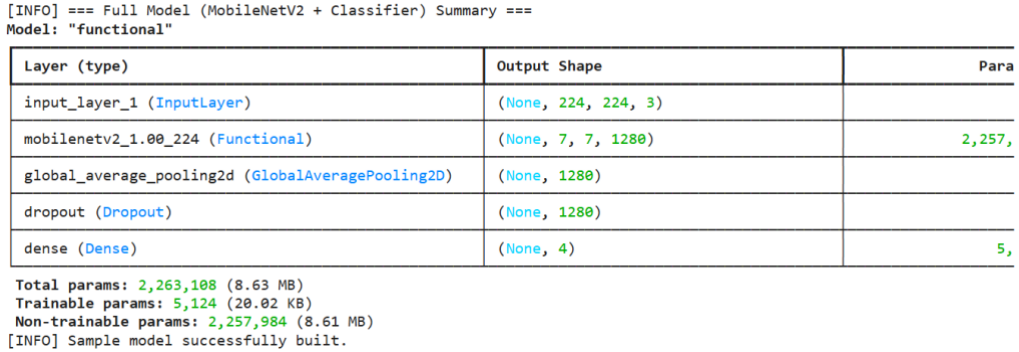 [INFO] === Full Model (MobileNetV2 + Classifier) Summary ===
Model: "functional"
Layer (type) Output Shape Para
input_layer_1 (InputLayer) (None, 224, 224, 3)
mobilenetv2_1.00_224 (Functional) (None, 7, 7, 1280) 2,257,
global_average_pooling2d (GlobalAveragePooling2D) (None, 1280)
dropout (Dropout) (None, 1280)
dense (Dense) (None, 4) 5,
Total params: 2,263,108 (8.63 MB)
Trainable params: 5,124 (20.02 KB)
Non-trainable params: 2,257,984 (8.61 MB)
[INFO] Sample model successfully built.